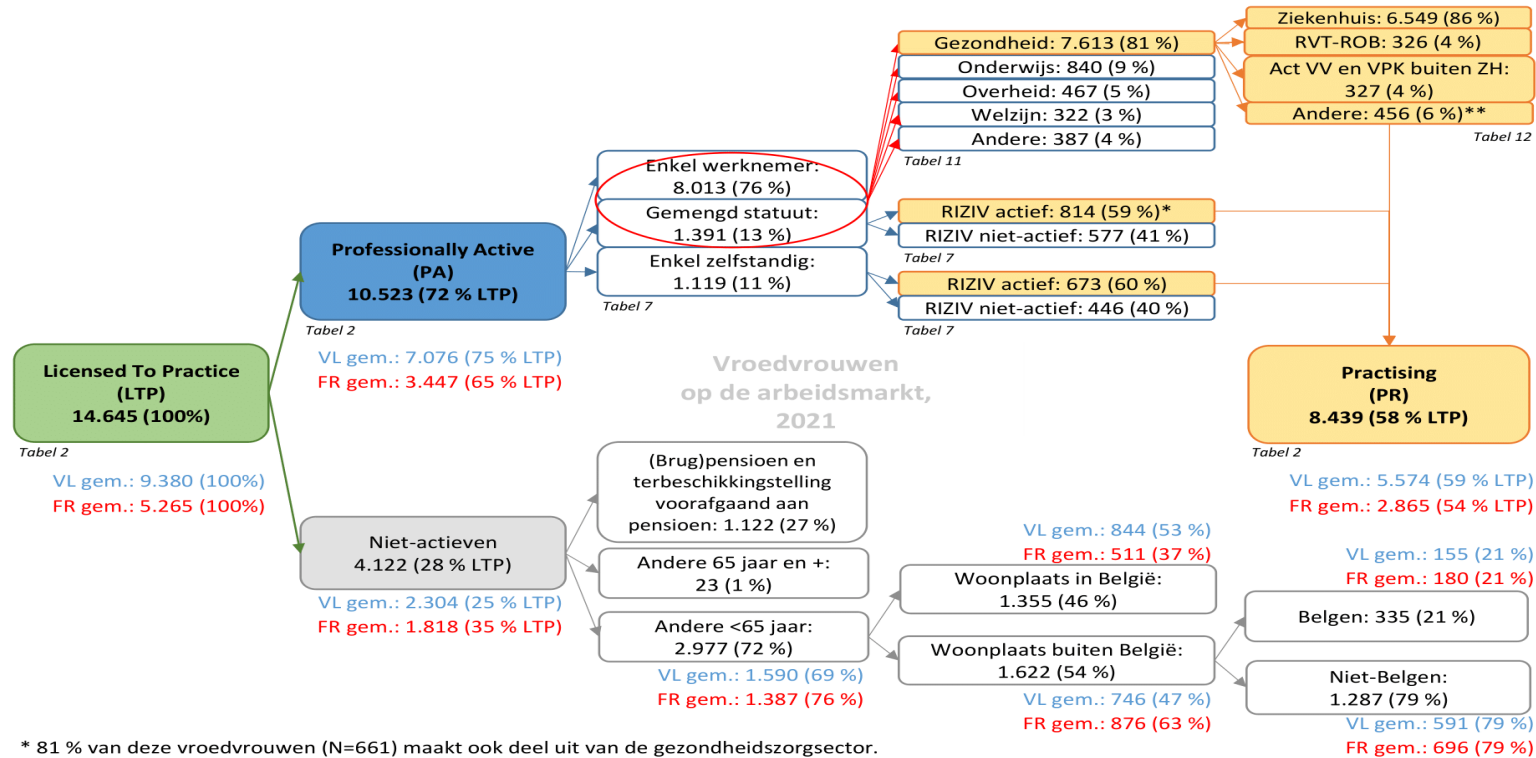 Ziekenhuis: 6.549 (86 %)
RVT-ROB: 326 (4 %)
Act VV en VPK buiten ZH:
327 (4 %)
Andere: 456 (6 %)**
Tabel 12
Gezondheid: 7.613 (81 %)
Onderwijs: 840 (9 %)
Overheid: 467 (5 %)
Welzijn: 322 (3 %)
Andere: 387 (4 %)
Tabel 11
Enkel werknemer:
8.013 (76 %)
Gemengd statuut:
1.391 (13 %)
Enkel zelfstandig:
1.119 (11 %)
Tabel 7
RIZIV actief: 814 (59 %)*
RIZIV niet-actief: 577 (41 %)
Tabel 7
RIZIV actief: 673 (60 %)
RIZIV niet-actief: 446 (40 %)
Tabel 7
Professionally Active
(PA)
10.523 (72 % LTP)
Tabel 2
VL gem.: 7.076 (75 % LTP)
FR gem.: 3.447 (65 % LTP)
Vroedvrouwen
op de arbeidsmarkt,
2021
Licensed To Practice
(LTP)
14.645 (100%)
Tabel 2
VL gem.: 9.380 (100%)
FR gem.: 5.265 (100%)
Practising
(PR)
8.439 (58 % LTP)
Tabel 2
VL gem.: 5.574 (59 % LTP)
FR gem.: 2.865 (54 % LTP)
Niet-actieven
4.122 (28 % LTP)
VL gem.: 2.304 (25 % LTP)
FR gem.: 1.818 (35 % LTP)
(Brug)pensioen en
terbeschikkingstelling
voorafgaand aan
pensioen: 1.122 (27 %)
Andere 65 jaar en +:
23 (1 %)
Andere <65 jaar:
2.977 (72 %)
VL gem.: 1.590 (69 %)
FR gem.: 1.387 (76 %)
VL gem.: 844 (53 %)
FR gem.: 511 (37 %)
Woonplaats in België:
1.355 (46 %)
Woonplaats buiten België:
1.622 (54 %)
VL gem.: 746 (47 %)
FR gem.: 876 (63 %)
VL gem.: 155 (21 %)
FR gem.: 180 (21 %)
Belgen: 335 (21 %)
Niet-Belgen:
1.287 (79 %)
VL gem.: 591 (79 %)
FR gem.: 696 (79 %)
* 81 % van deze vroedvrouwen (N=661) maakt ook deel uit van de gezondheidszorgsector.